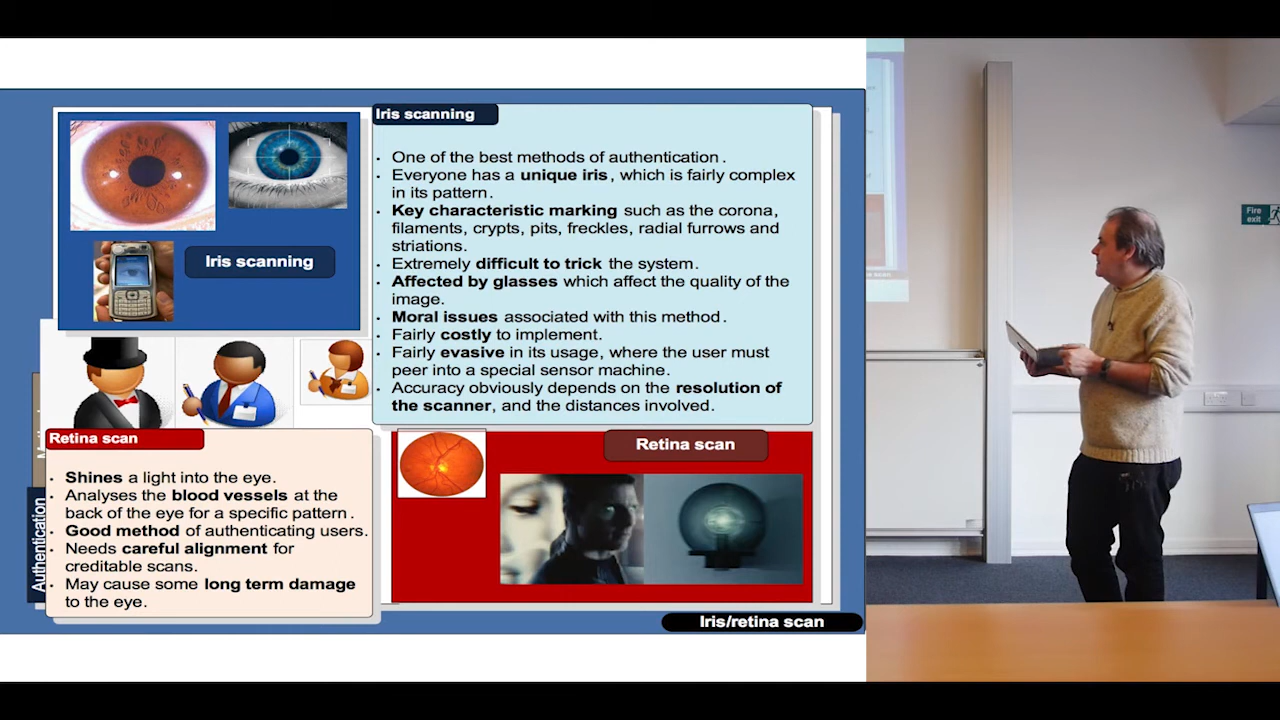 Iris scanning
One of the best methods of authentication.
Everyone has a unique iris, which is fairly complex
in its pattern.
Key characteristic marking such as the corona,
filaments, crypts, pits, freckles, radial furrows and
striations.
Extremely difficult to trick the system.
Affected by glasses which affect the quality of the
image.
Moral issues associated with this method.
Fairly costly to implement.
Fairly evasive in its usage, where the user must
peer into a special sensor machine.
Accuracy obviously depends on the resolution of
the scanner, and the distances involved.
Iris scanning
Retina scan
Shines a light into the eye.
Analyses the blood vessels at the
back of the eye for a specific pattern.
Good method of authenticating users.
Needs careful alignment for
creditable scans.
May cause some long term damage
to the eye.
Retina scan
Authentication
Iris/retina scan
Fire
exit